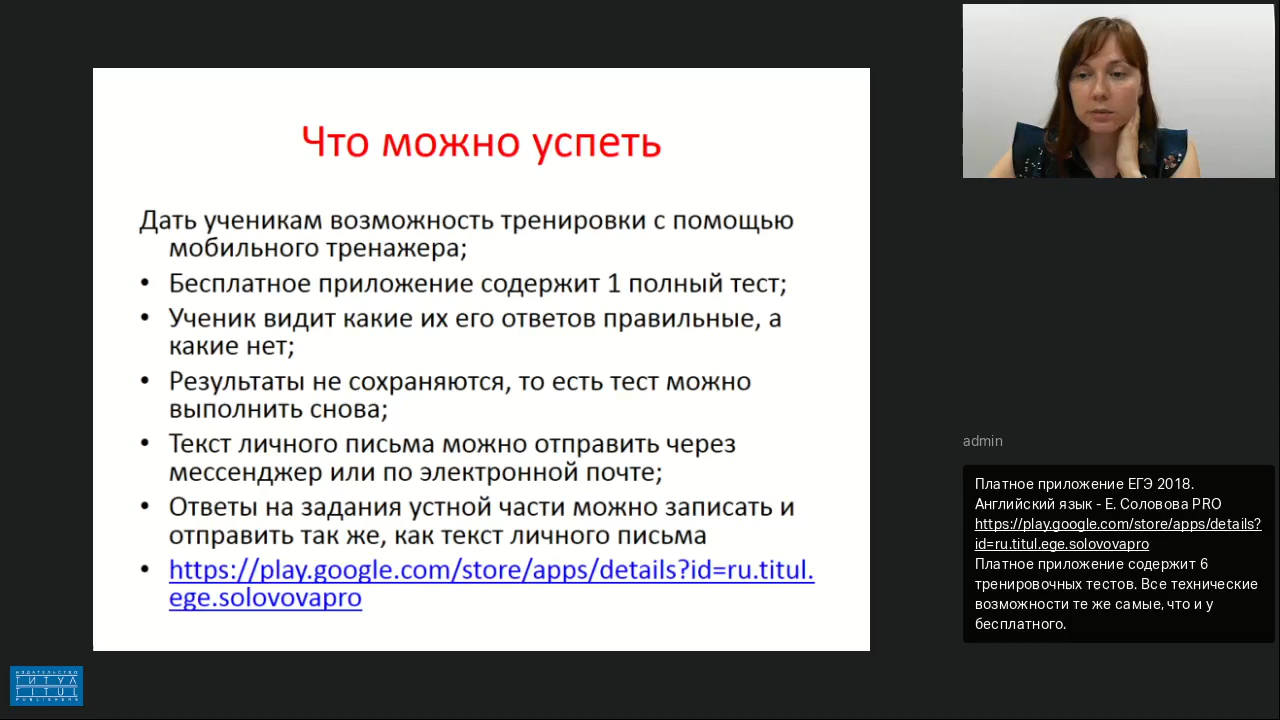 Что можно успеть
Дать ученикам возможность тренировки с помощью
мобильного тренажера;
• Бесплатное приложение содержит 1 полный тест;
• Ученик видит какие их его ответов правильные, а
какие нет;
• Результаты не сохраняются, то есть тест можно
выполнить снова;
• Текст личного письма можно отправить через
мессенджер или по электронной почте;
• Ответы на задания устной части можно записать и
отправить так же, как текст личного письма
• https://play.google.com/store/apps/details?id=ru.titul.
ege.solovovapro
admin
Платное приложение ЕГЭ 2018.
Английский язык - Е. Соловова PRO
https://play.google.com/store/apps/details?
id=ru.titul.ege.solovovapro
Платное приложение содержит 6
тренировочных тестов. Все технические
возможности те же самые, что и у
бесплатного.
ИЗДАТЕЛЬСТВО
ТИТУЛ
TITUL
PUBLISHERS